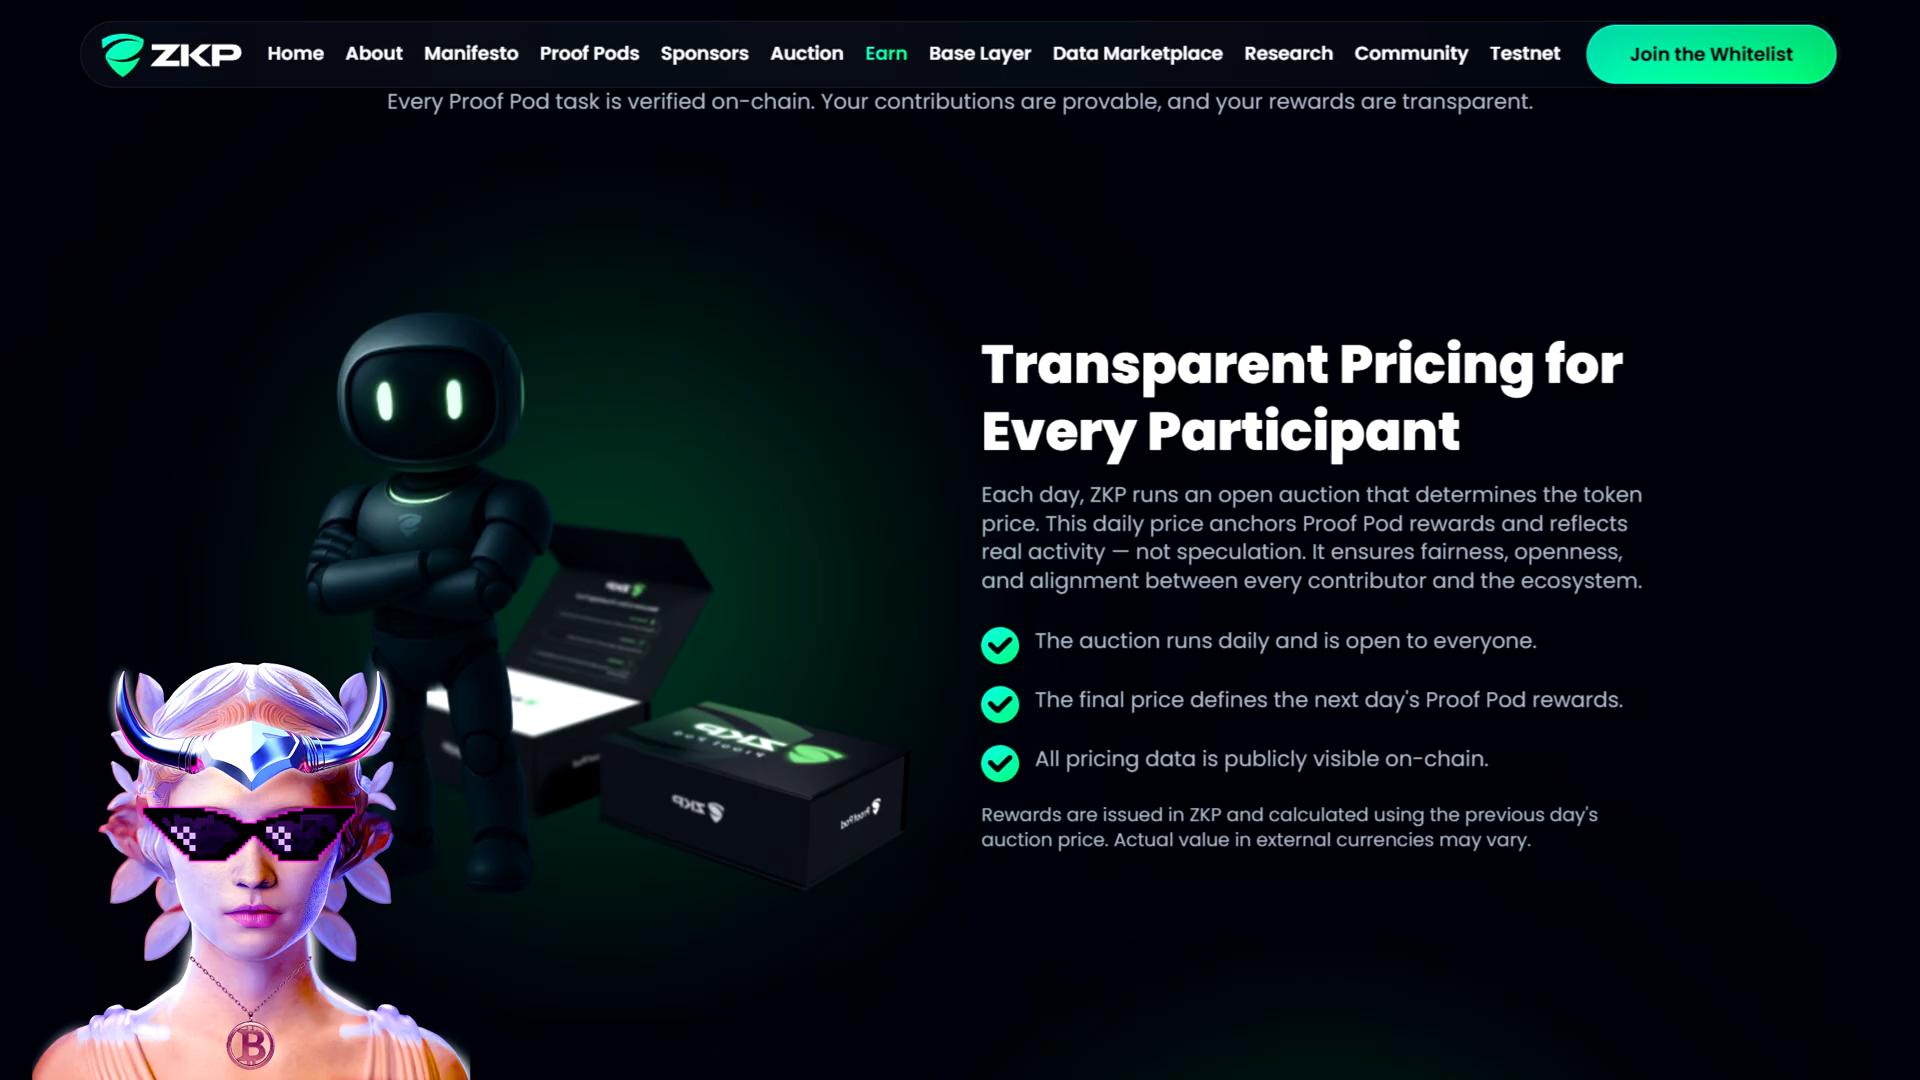 ZKP
Home About Manifesto Proof Pods Sponsors Auction Earn Base Layer Data Marketplace Research Community Testnet Join the Whitelist
Every Proof Pod task is verified on-chain. Your contributions are provable, and your rewards are transparent.
Transparent Pricing for
Every Participant
Each day, ZKP runs an open auction that determines the token
price. This daily price anchors Proof Pod rewards and reflects
real activity — not speculation. It ensures fairness, openness,
and alignment between every contributor and the ecosystem.
The auction runs daily and is open to everyone.
The final price defines the next day's Proof Pod rewards.
All pricing data is publicly visible on-chain.
Rewards are issued in ZKP and calculated using the previous day's
auction price. Actual value in external currencies may vary.
ZKP
Proof Pod
ZKP
Proof Pod